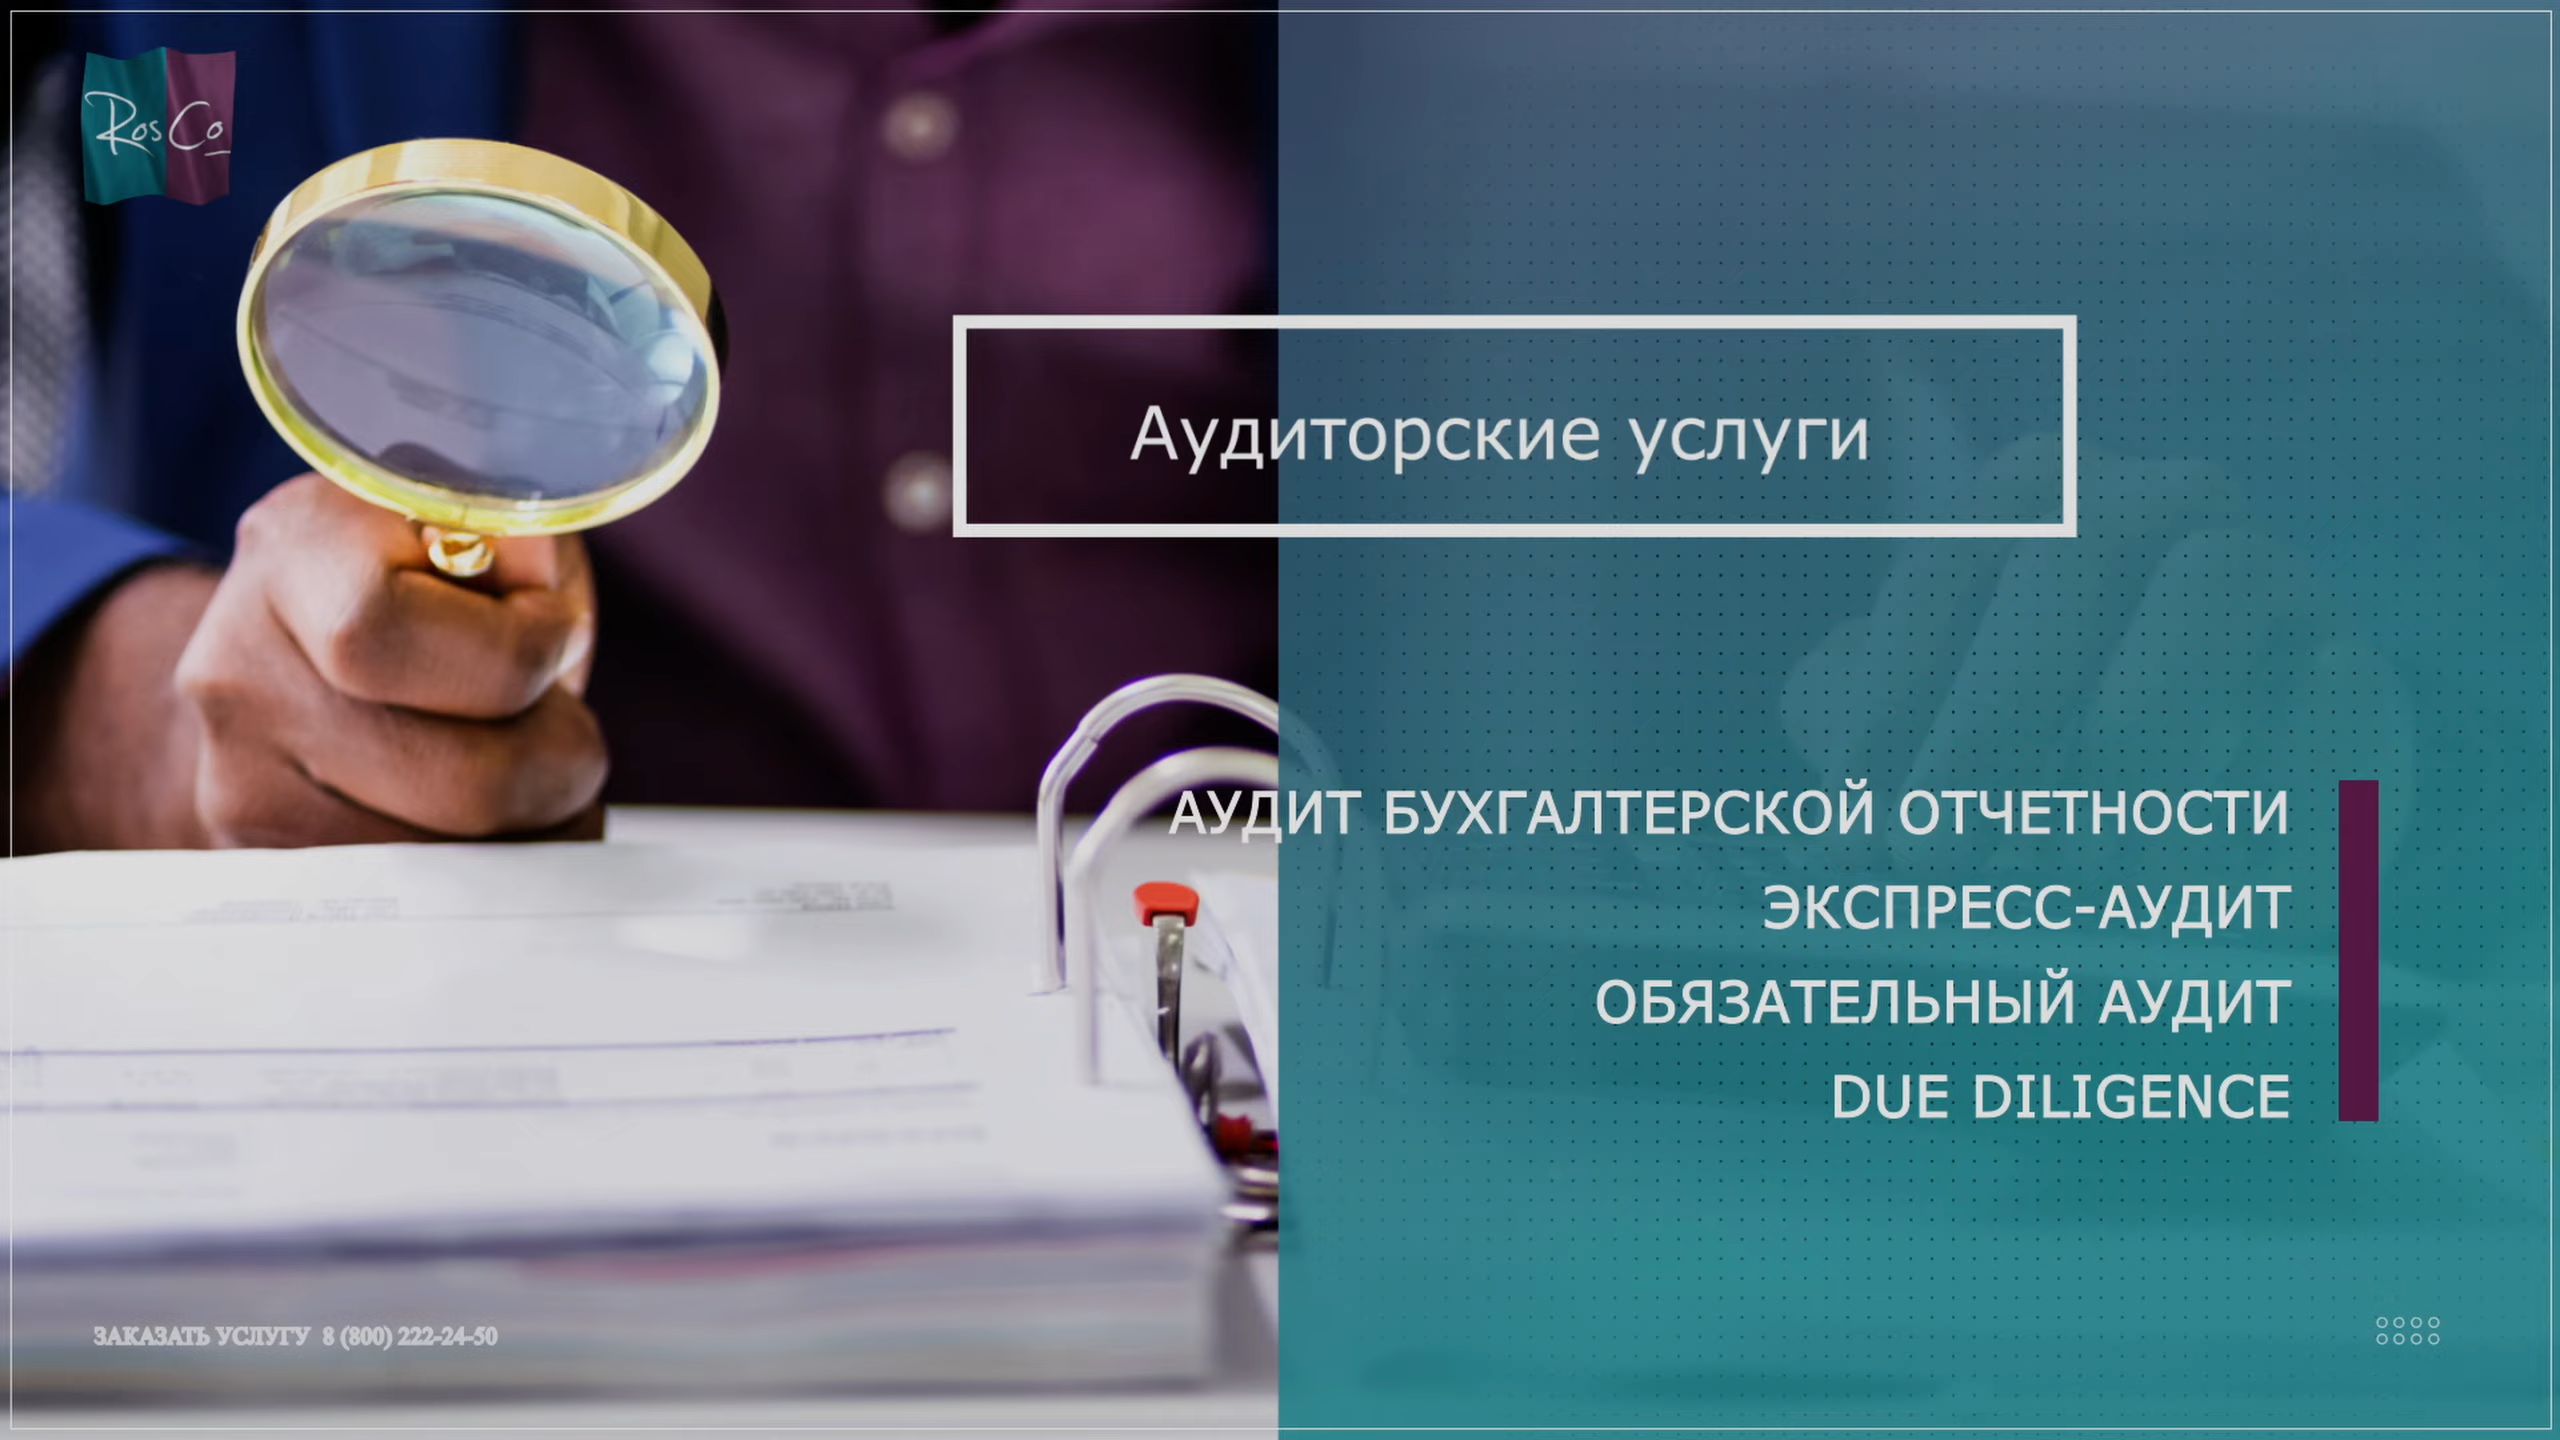 RosCo
Аудиторские услуги
АУДИТ БУХГАЛТЕРСКОЙ ОТЧЕТНОСТИ
ЭКСПРЕСС-АУДИТ
ОБЯЗАТЕЛЬНЫЙ АУДИТ
DUE DILIGENCE
ЗАКАЗАТЬ УСЛУГУ 8 (800) 222-24-50